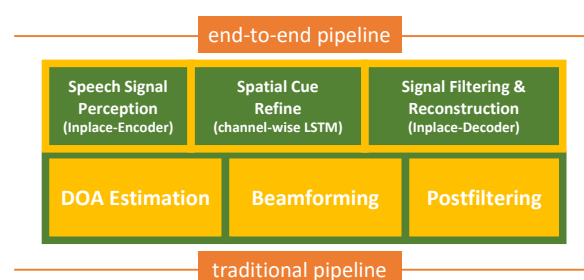 end-to-end pipeline
Speech Signal
Perception
(Inplace-Encoder)
Spatial Cue
Refine
(channel-wise LSTM)
Signal Filtering &
Reconstruction
(Inplace-Decoder)
DOA Estimation
Beamforming
Postfiltering
traditional pipeline